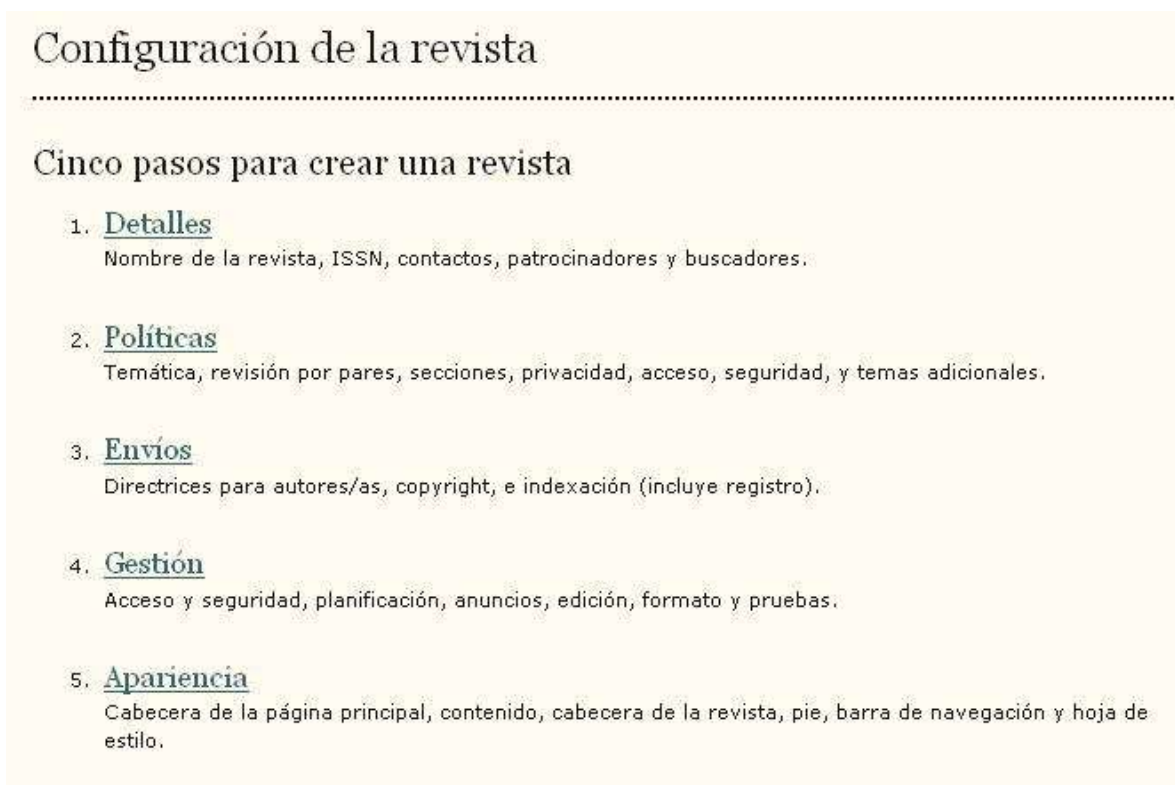 Configuración de la revista
Cinco pasos para crear una revista
1. Detalles
Nombre de la revista, ISSN, contactos, patrocinadores y buscadores.
2. Políticas
Temática, revisión por pares, secciones, privacidad, acceso, seguridad, y temas adicionales.
3. Envíos
Directrices para autores/as, copyright, e indexación (incluye registro).
4. Gestión
Acceso y seguridad, planificación, anuncios, edición, formato y pruebas.
5. Apariencia
Cabecera de la página principal, contenido, cabecera de la revista, pie, barra de navegación y hoja de
estilo.